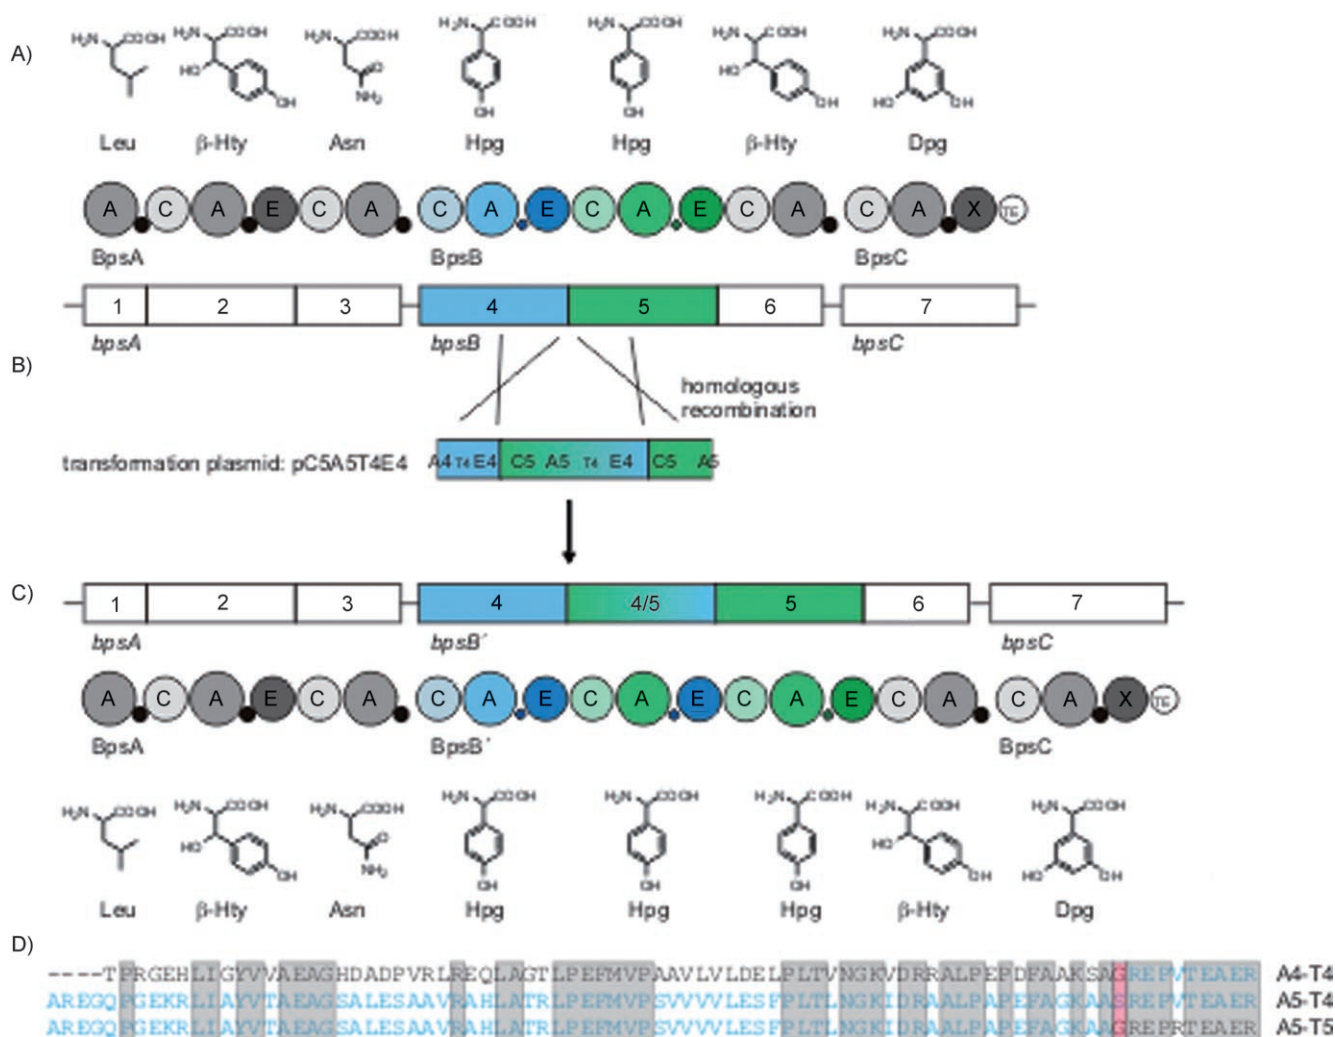 A)
H₂N COOH H₂N COOH H₂N COOH H₂N COOH H₂N COOH H₂N COOH H₂N COOH
HO OH O NH₂ OH OH HO OH HO OH
Leu β-Hty Asn Hpg Hpg β-Hty Dpg
A C A E C A C A E C A E C A C A X TE
BpsA BpsB BpsC
1 2 3 4 5 6 7
bpsA bpsB bpsC
B)
homologous
recombination
transformation plasmid: pC5A5T4E4
A4 T4 E4 C5 A5 T4 E4 C5 A5
C)
1 2 3 4 4/5 5 6 7
bpsA bpsB´ bpsC
A C A E C A C A E C A E C A E C A C A X TE
BpsA BpsB´ BpsC
H₂N COOH H₂N COOH H₂N COOH H₂N COOH H₂N COOH H₂N COOH H₂N COOH H₂N COOH
HO OH O NH₂ OH OH OH HO OH HO OH
Leu β-Hty Asn Hpg Hpg Hpg β-Hty Dpg
D)
----TPRGEHLIGYVVAEAGHDADPVRLREQLAGTLPEFMVPAAVLVLDELPLTVNGKVDRRALPEPDFAAKSAGREPVTEAER A4-T4
AREGQPGEKRLIAYVTAEAGSALESAAVRAHLATRLPEFMVPSVVVVLESFPLTLNGKIDRAALPAPEFAGKAASREPVTEAER A5-T4
AREGQPGEKRLIAYVTAEAGSALESAAVRAHLATRLPEFMVPSVVVVLESFPLTLNGKIDRAALPAPEFAGKAAGREPRTEAER A5-T5